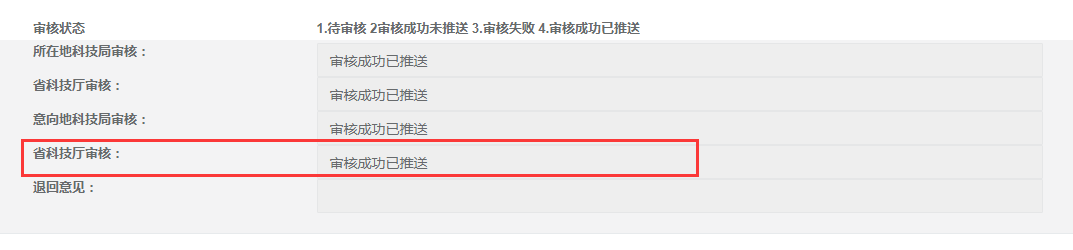 审核状态 1.待审核 2审核成功未推送 3.审核失败 4.审核成功已推送
所在地科技局审核： 审核成功已推送
省科技厅审核： 审核成功已推送
意向地科技局审核： 审核成功已推送
省科技厅审核： 审核成功已推送
退回意见：